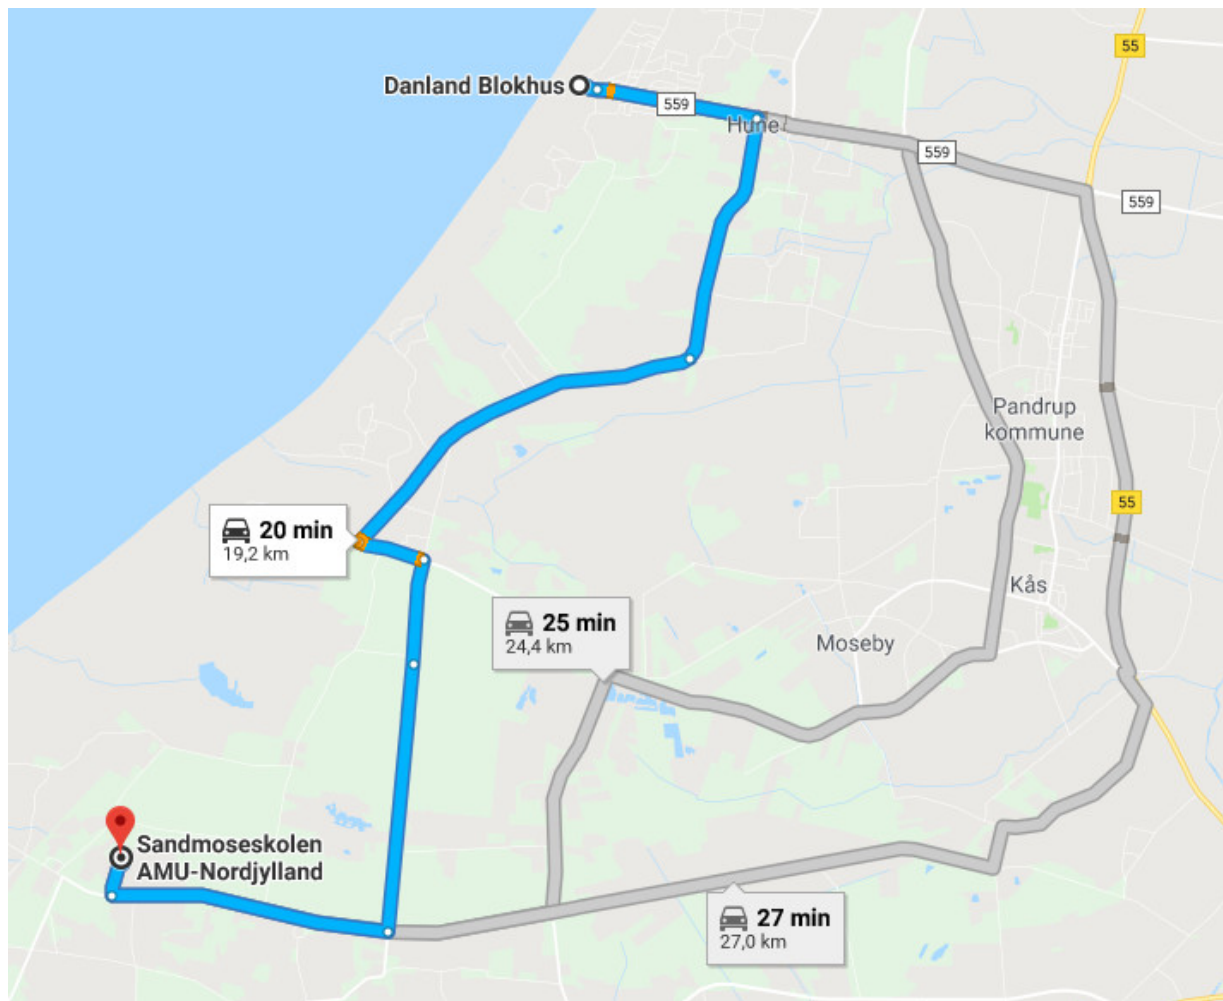 55
Danland Blokhus
559
Hune
559
559
Pandrup
kommune
55
20 min
19,2 km
Kås
25 min
24,4 km
Moseby
Sandmoseskolen
AMU-Nordjylland
27 min
27,0 km